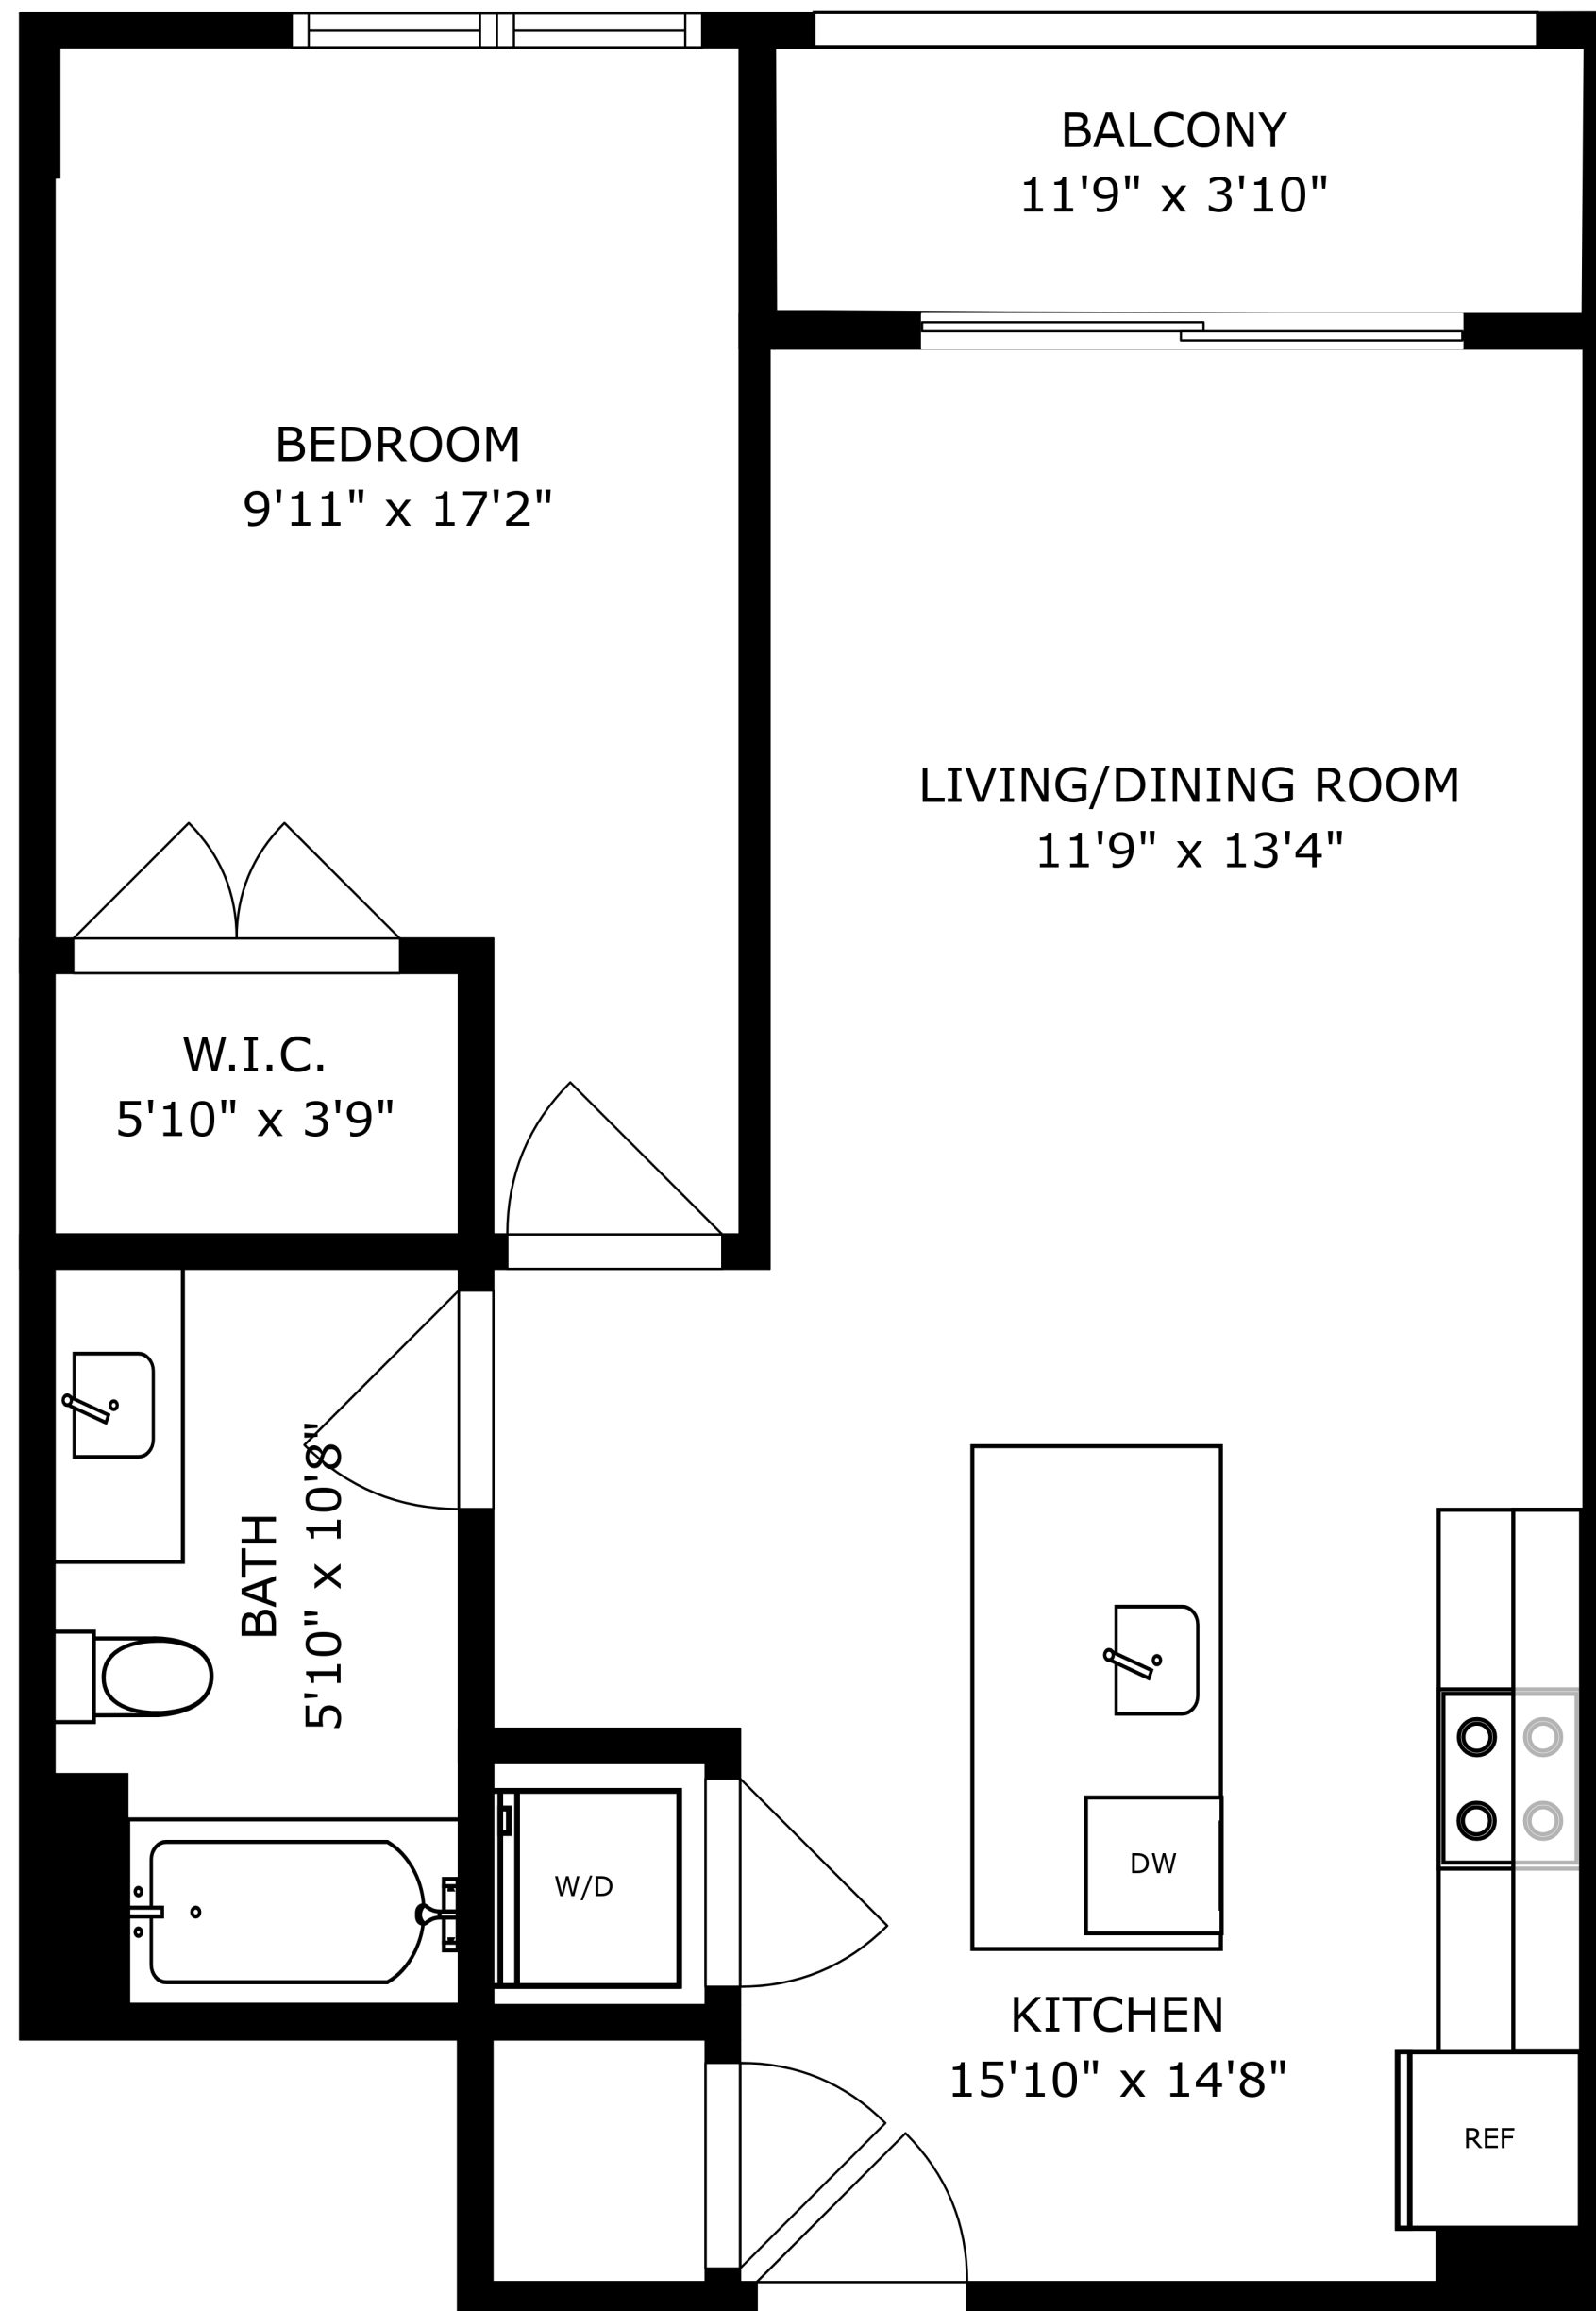 BALCONY
11'9" x 3'10"
BEDROOM
9'11" x 17'2"
LIVING/DINING ROOM
11'9" x 13'4"
W.I.C.
5'10" x 3'9"
BATH
5'10" x 10'8"
DW
W/D
KITCHEN
15'10" x 14'8"
REF